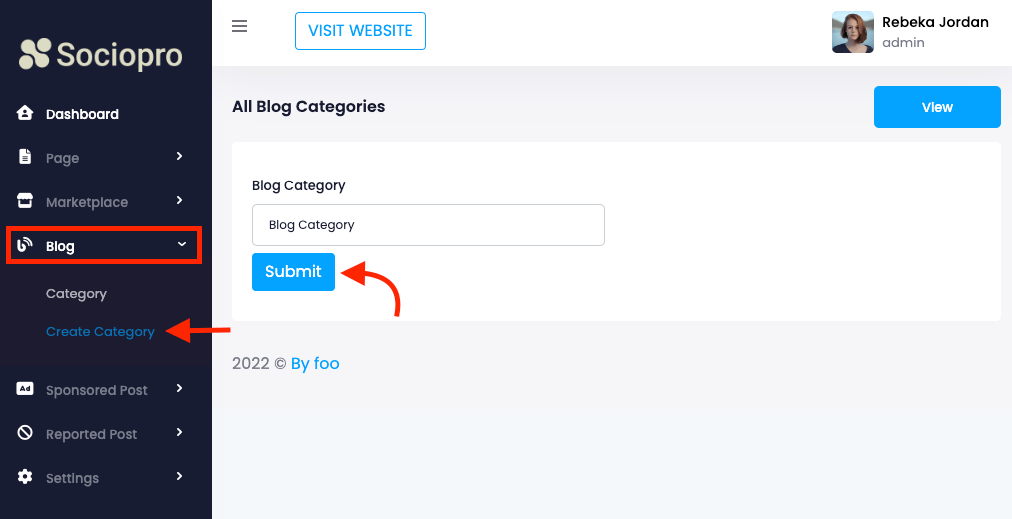 Sociopro
Dashboard
Page
Marketplace
Blog
Category
Create Category
Ad Sponsored Post
Reported Post
Settings
VISIT WEBSITE
Rebeka Jordan
admin
All Blog Categories
View
Blog Category
Blog Category
Submit
2022 © By foo